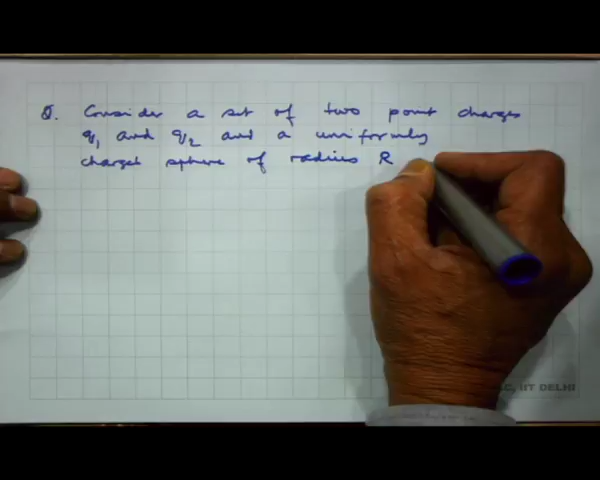 Q. Consider a set of two point charges
q1 and q2 and a uniformly
charged sphere of radius R
C, IIT DELHI